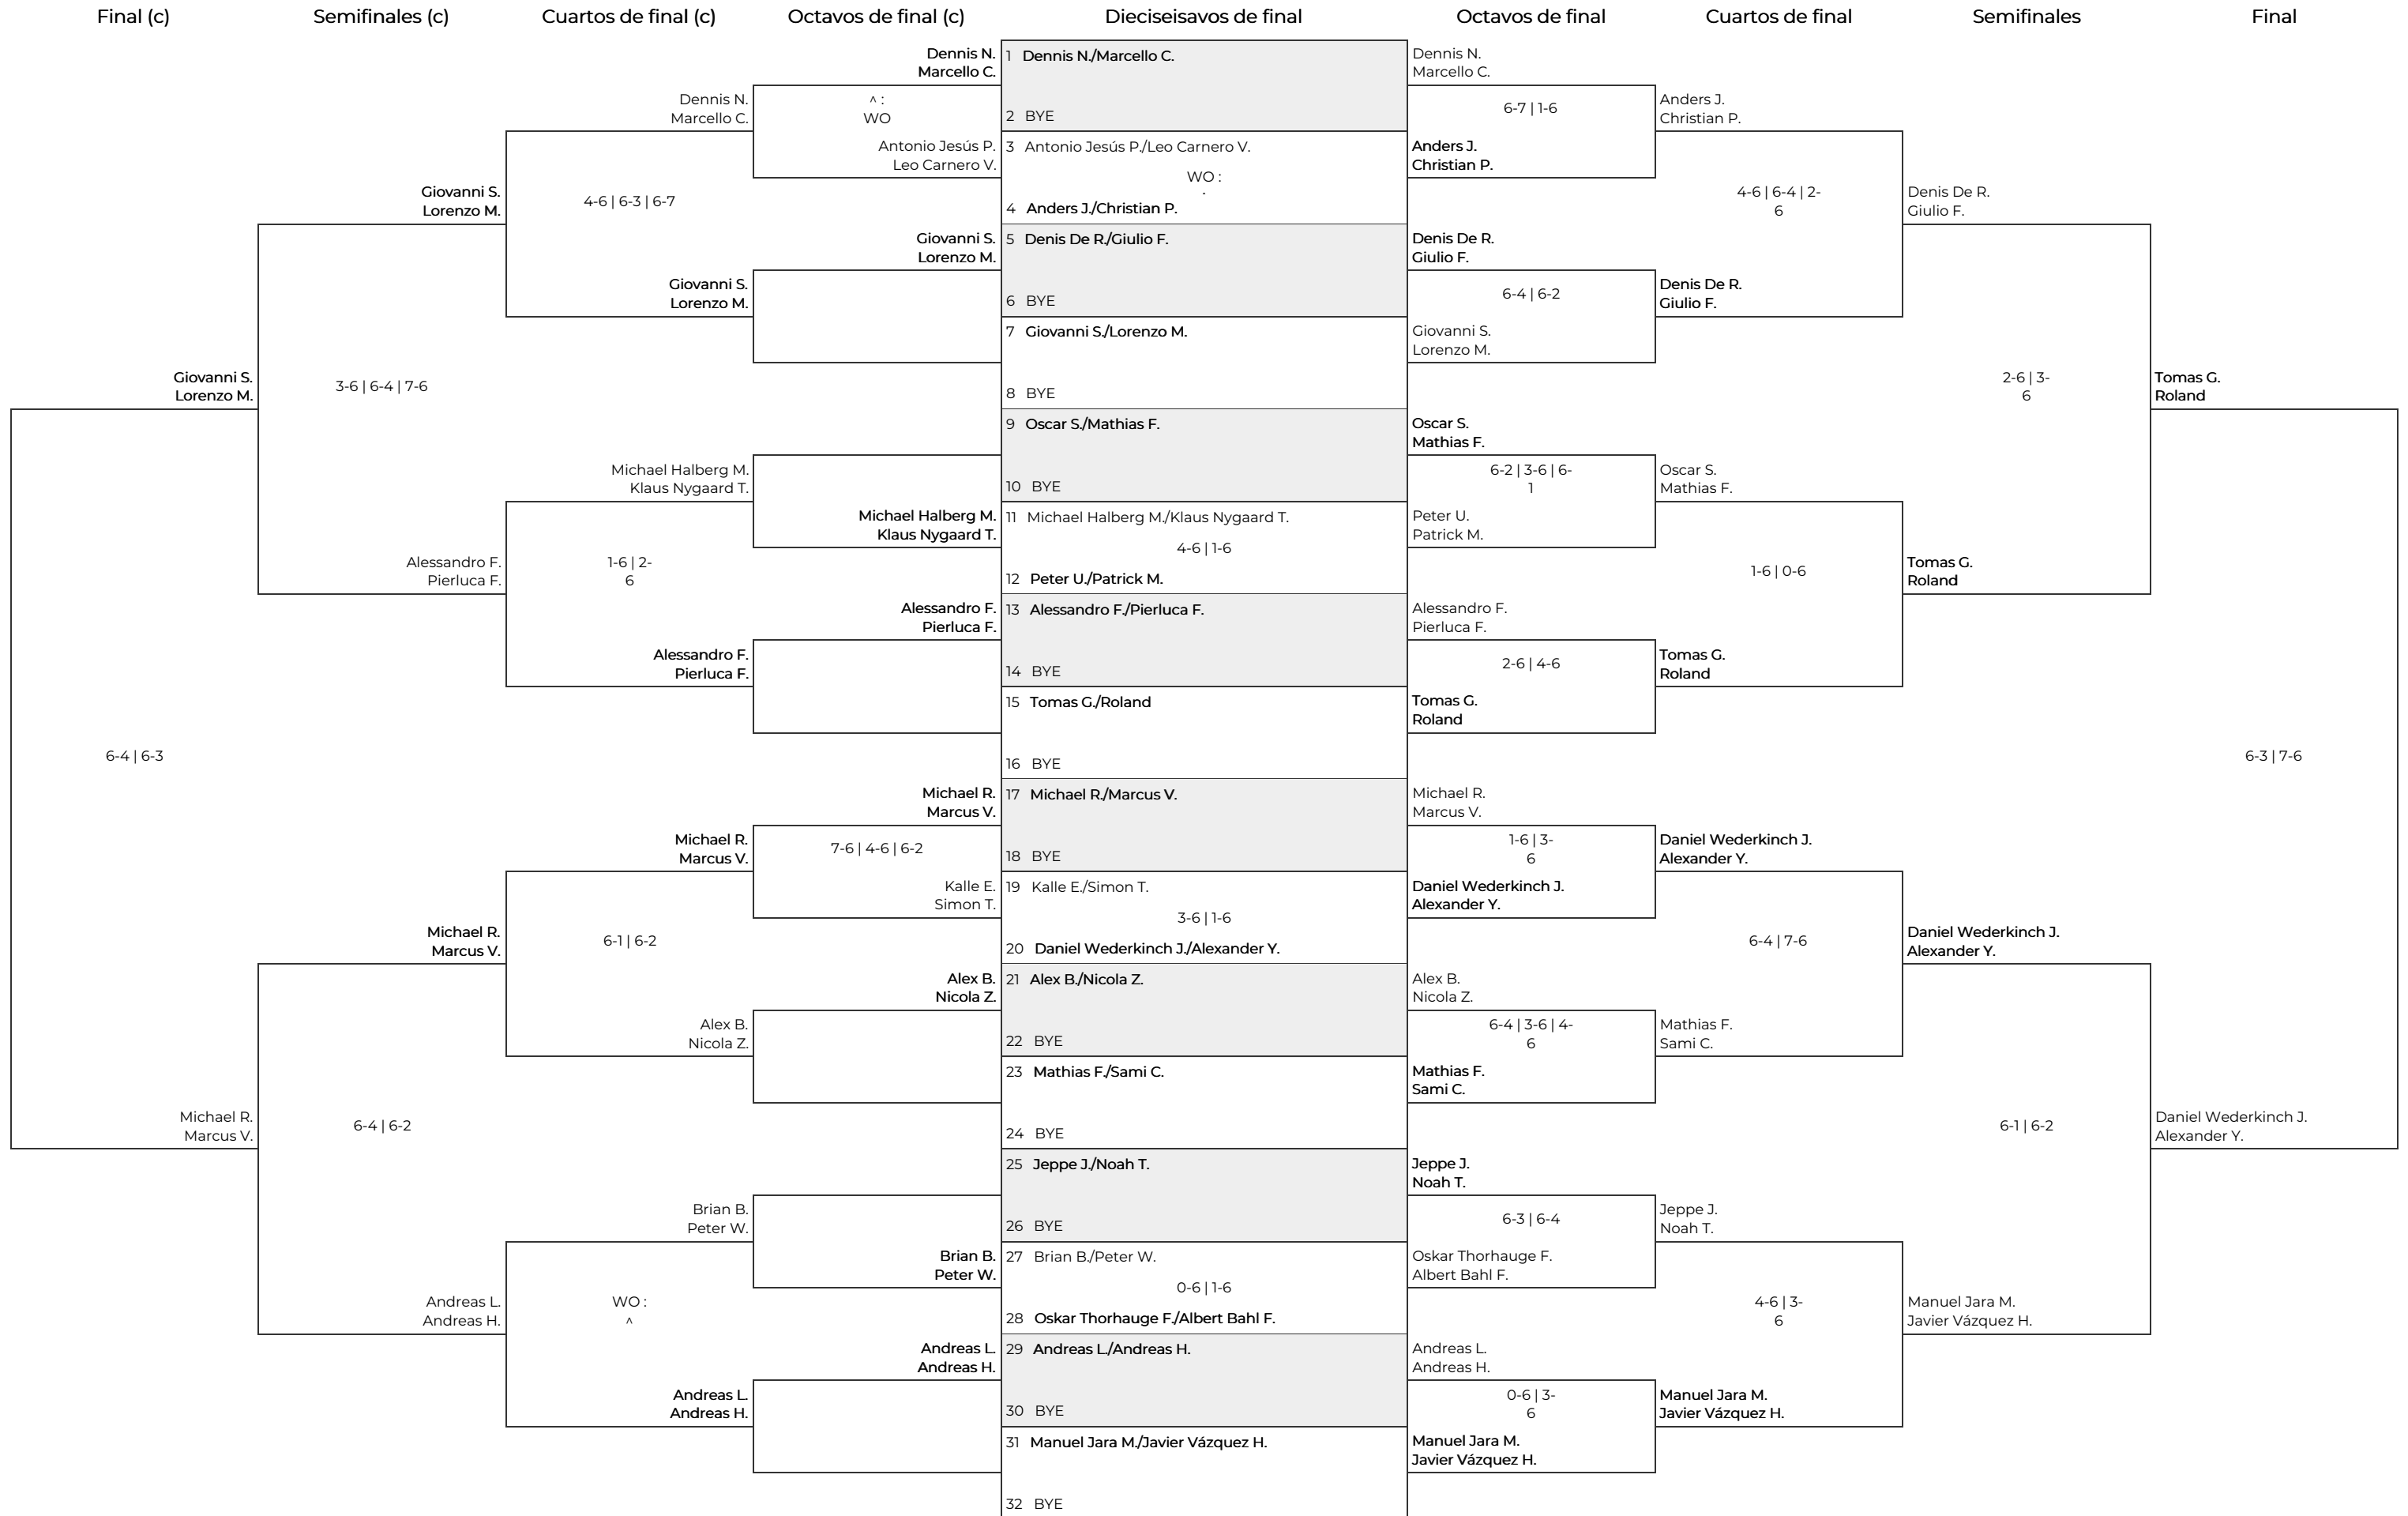 Final (c)
Semifinales (c)
Cuartos de final (c)
Octavos de final (c)
Dieciseisavos de final
Octavos de final
Cuartos de final
Semifinales
Final
Giovanni S.
Lorenzo M.
6-4 | 6-3
Michael R.
Marcus V.
Giovanni S.
Lorenzo M.
3-6 | 6-4 | 7-6
Alessandro F.
Pierluca F.
Michael R.
Marcus V.
6-4 | 6-2
Andreas L.
Andreas H.
Dennis N.
Marcello C.
4-6 | 6-3 | 6-7
Giovanni S.
Lorenzo M.
Michael Halberg M.
Klaus Nygaard T.
1-6 | 2-
6
Alessandro F.
Pierluca F.
Michael R.
Marcus V.
6-1 | 6-2
Alex B.
Nicola Z.
Brian B.
Peter W.
WO :
^
Andreas L.
Andreas H.
Dennis N.
Marcello C.
^ :
WO
Antonio Jesús P.
Leo Carnero V.
Giovanni S.
Lorenzo M.
Michael Halberg M.
Klaus Nygaard T.
Alessandro F.
Pierluca F.
Michael R.
Marcus V.
7-6 | 4-6 | 6-2
Kalle E.
Simon T.
Alex B.
Nicola Z.
Brian B.
Peter W.
Andreas L.
Andreas H.
1 Dennis N./Marcello C.
2 BYE
3 Antonio Jesús P./Leo Carnero V.
WO :
.
4 Anders J./Christian P.
5 Denis De R./Giulio F.
6 BYE
7 Giovanni S./Lorenzo M.
8 BYE
9 Oscar S./Mathias F.
10 BYE
11 Michael Halberg M./Klaus Nygaard T.
4-6 | 1-6
12 Peter U./Patrick M.
13 Alessandro F./Pierluca F.
14 BYE
15 Tomas G./Roland
16 BYE
17 Michael R./Marcus V.
18 BYE
19 Kalle E./Simon T.
3-6 | 1-6
20 Daniel Wederkinch J./Alexander Y.
21 Alex B./Nicola Z.
22 BYE
23 Mathias F./Sami C.
24 BYE
25 Jeppe J./Noah T.
26 BYE
27 Brian B./Peter W.
0-6 | 1-6
28 Oskar Thorhauge F./Albert Bahl F.
29 Andreas L./Andreas H.
30 BYE
31 Manuel Jara M./Javier Vázquez H.
32 BYE
Dennis N.
Marcello C.
6-7 | 1-6
Anders J.
Christian P.
Denis De R.
Giulio F.
6-4 | 6-2
Giovanni S.
Lorenzo M.
Oscar S.
Mathias F.
6-2 | 3-6 | 6-
1
Peter U.
Patrick M.
Alessandro F.
Pierluca F.
2-6 | 4-6
Tomas G.
Roland
Michael R.
Marcus V.
1-6 | 3-
6
Daniel Wederkinch J.
Alexander Y.
Alex B.
Nicola Z.
6-4 | 3-6 | 4-
6
Mathias F.
Sami C.
Jeppe J.
Noah T.
6-3 | 6-4
Oskar Thorhauge F.
Albert Bahl F.
Andreas L.
Andreas H.
0-6 | 3-
6
Manuel Jara M.
Javier Vázquez H.
Anders J.
Christian P.
4-6 | 6-4 | 2-
6
Denis De R.
Giulio F.
Oscar S.
Mathias F.
1-6 | 0-6
Tomas G.
Roland
Daniel Wederkinch J.
Alexander Y.
6-4 | 7-6
Mathias F.
Sami C.
Jeppe J.
Noah T.
4-6 | 3-
6
Manuel Jara M.
Javier Vázquez H.
Denis De R.
Giulio F.
2-6 | 3-
6
Tomas G.
Roland
Daniel Wederkinch J.
Alexander Y.
6-1 | 6-2
Manuel Jara M.
Javier Vázquez H.
Tomas G.
Roland
6-3 | 7-6
Daniel Wederkinch J.
Alexander Y.